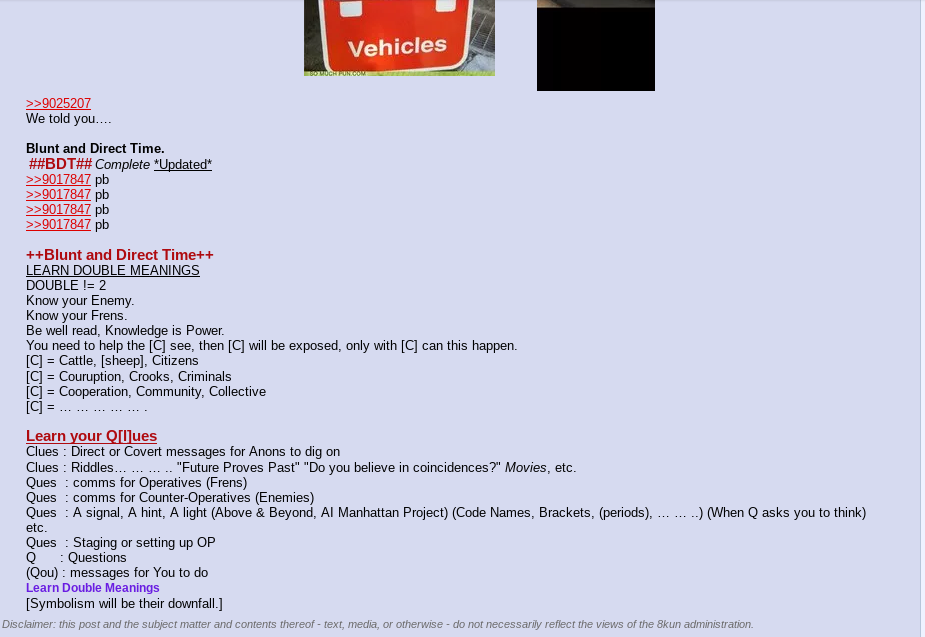 Vehicles
SO MUCH PUN.COM
>>9025207
We told you….
Blunt and Direct Time.
##BDT## Complete *Updated*
>>9017847 pb
>>9017847 pb
>>9017847 pb
>>9017847 pb
++Blunt and Direct Time++
LEARN DOUBLE MEANINGS
DOUBLE != 2
Know your Enemy.
Know your Frens.
Be well read, Knowledge is Power.
You need to help the [C] see, then [C] will be exposed, only with [C] can this happen.
[C] = Cattle, [sheep], Citizens
[C] = Couruption, Crooks, Criminals
[C] = Cooperation, Community, Collective
[C] = … … … … … .
Learn your Q[l]ues
Clues : Direct or Covert messages for Anons to dig on
Clues : Riddles… … … .. "Future Proves Past" "Do you believe in coincidences?" Movies, etc.
Ques : comms for Operatives (Frens)
Ques : comms for Counter-Operatives (Enemies)
Ques : A signal, A hint, A light (Above & Beyond, AI Manhattan Project) (Code Names, Brackets, (periods), … … ..) (When Q asks you to think)
etc.
Ques : Staging or setting up OP
Q : Questions
(Qou) : messages for You to do
Learn Double Meanings
[Symbolism will be their downfall.]
Disclaimer: this post and the subject matter and contents thereof - text, media, or otherwise - do not necessarily reflect the views of the 8kun administration.